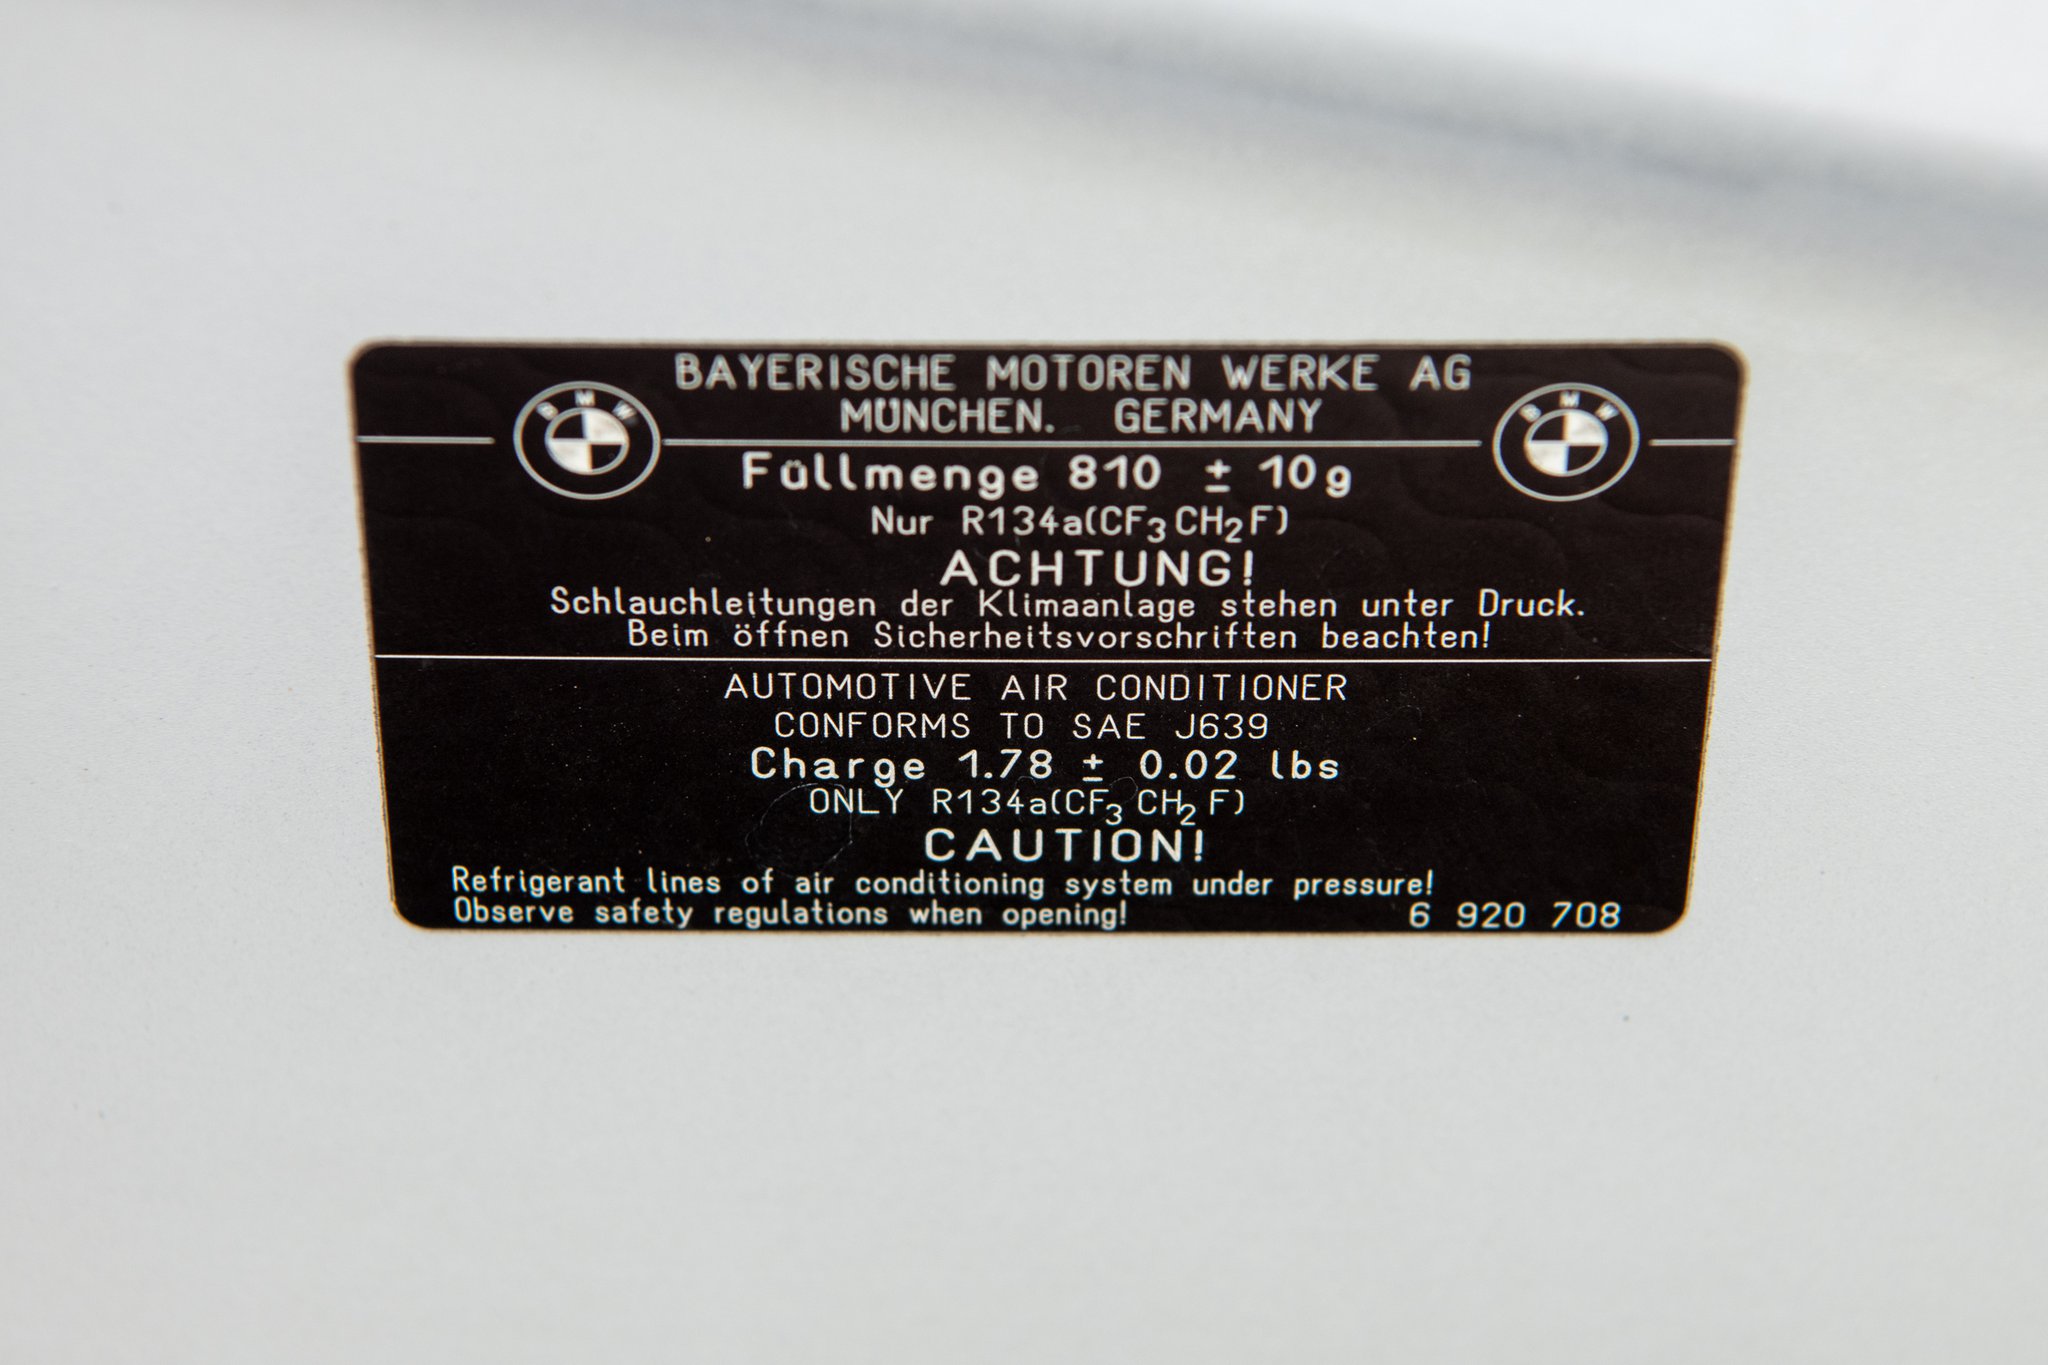 BAYERISCHE MOTOREN WERKE AG
MÜNCHEN. GERMANY
BMW
BMW
Füllmenge 810 ± 10g
Nur R134a(CF₃CH₂F)
ACHTUNG!
Schlauchleitungen der Klimaanlage stehen unter Druck.
Beim öffnen Sicherheitsvorschriften beachten!
AUTOMOTIVE AIR CONDITIONER
CONFORMS TO SAE J639
Charge 1.78 ± 0.02 lbs
ONLY R134a(CF₃CH₂F)
CAUTION!
Refrigerant lines of air conditioning system under pressure!
Observe safety regulations when opening!
6 920 708